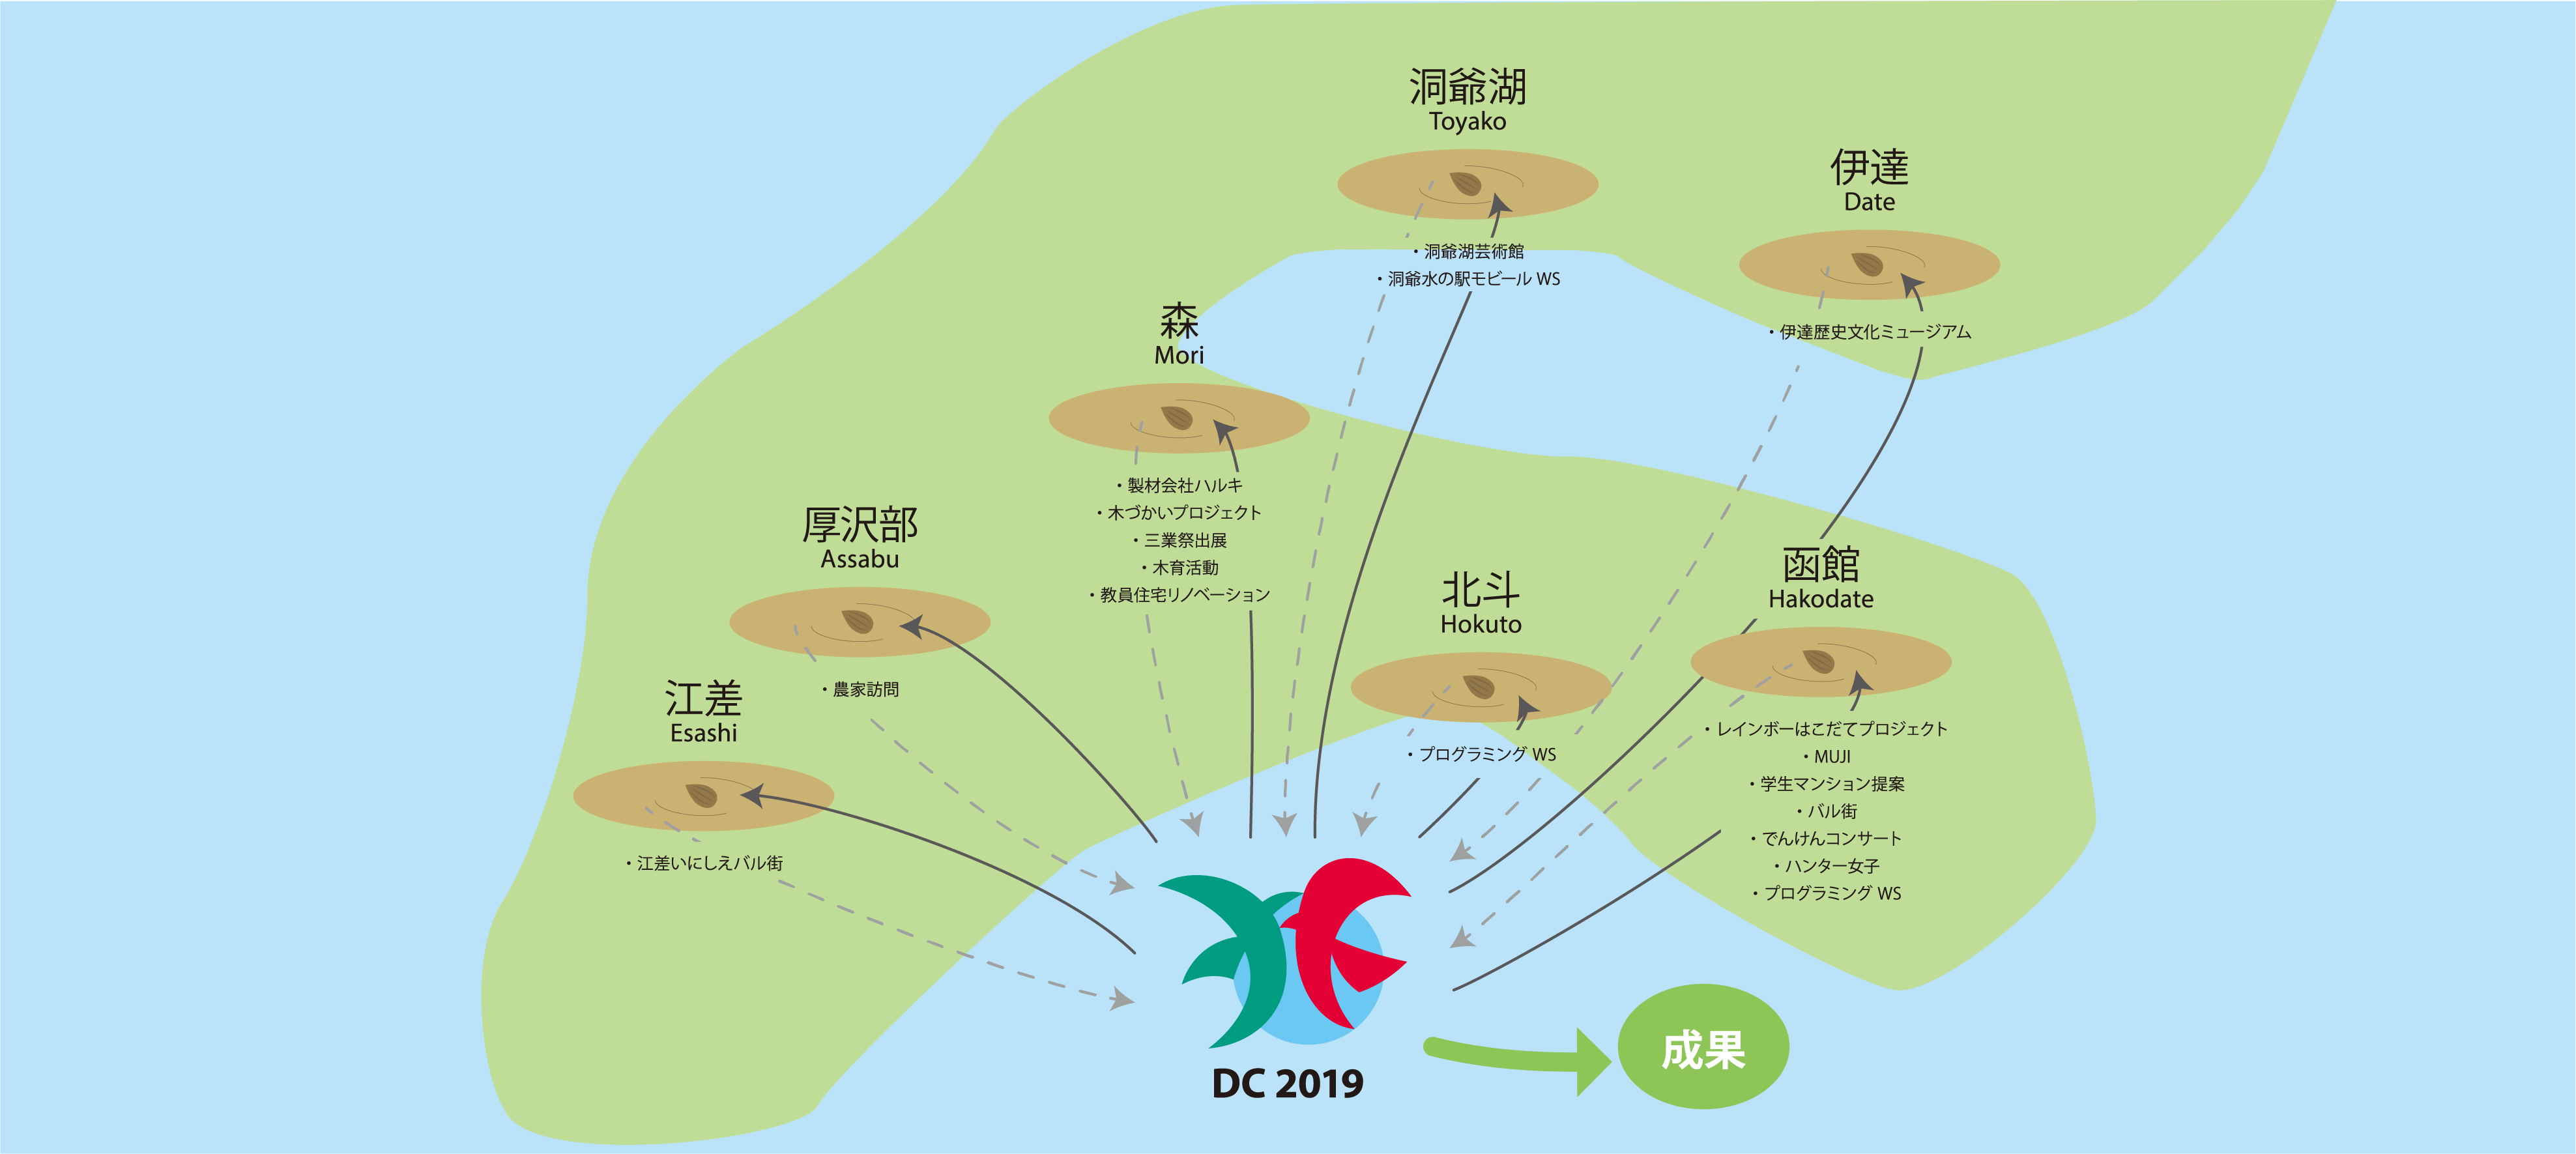 洞爺湖
Toyako
・洞爺湖芸術館
・洞爺水の駅モビール WS
伊達
Date
・伊達歴史文化ミュージアム
森
Mori
・製材会社ハルキ
・木づかいプロジェクト
・三業祭出展
・木育活動
・教員住宅リノベーション
厚沢部
Assabu
・農家訪問
北斗
Hokuto
・プログラミング WS
函館
Hakodate
・レインボーはこだてプロジェクト
・MUJI
・学生マンション提案
・バル街
・でんけんコンサート
・ハンター女子
・プログラミング WS
江差
Esashi
・江差いにしえバル街
DC 2019
成果